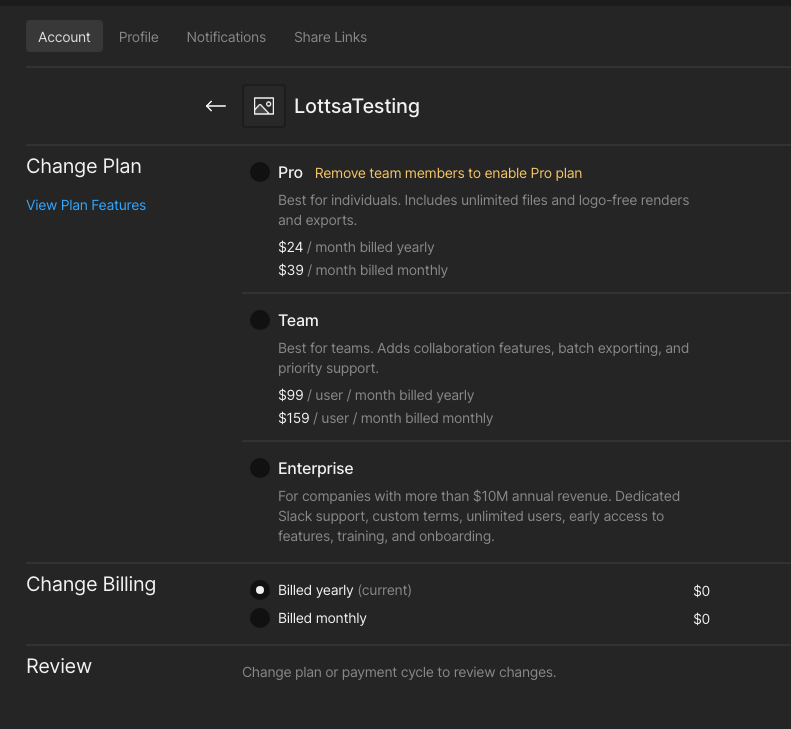 Account Profile Notifications Share Links
LottsaTesting
Change Plan
View Plan Features
Pro Remove team members to enable Pro plan
Best for individuals. Includes unlimited files and logo-free renders
and exports.
$24 / month billed yearly
$39 / month billed monthly
Team
Best for teams. Adds collaboration features, batch exporting, and
priority support.
$99 / user / month billed yearly
$159 / user / month billed monthly
Enterprise
For companies with more than $10M annual revenue. Dedicated
Slack support, custom terms, unlimited users, early access to
features, training, and onboarding.
Change Billing
Billed yearly (current) $0
Billed monthly $0
Review
Change plan or payment cycle to review changes.